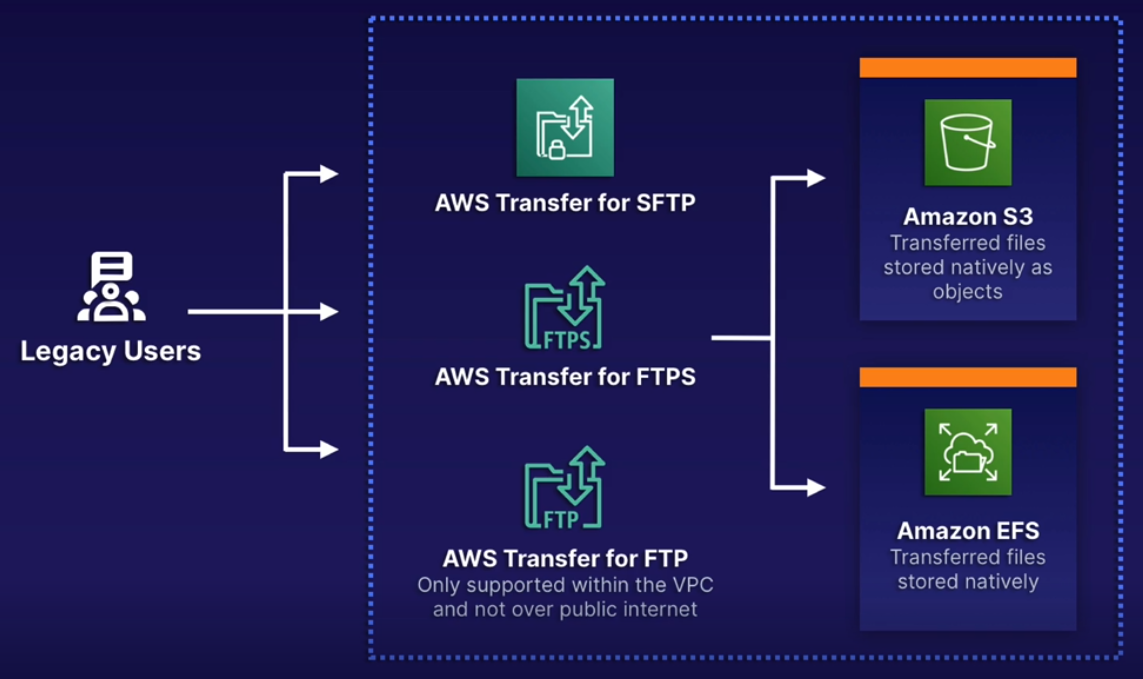 Legacy Users
AWS Transfer for SFTP
FTPS
AWS Transfer for FTPS
FTP
AWS Transfer for FTP
Only supported within the VPC
and not over public internet
Amazon S3
Transferred files
stored natively as
objects
Amazon EFS
Transferred files
stored natively